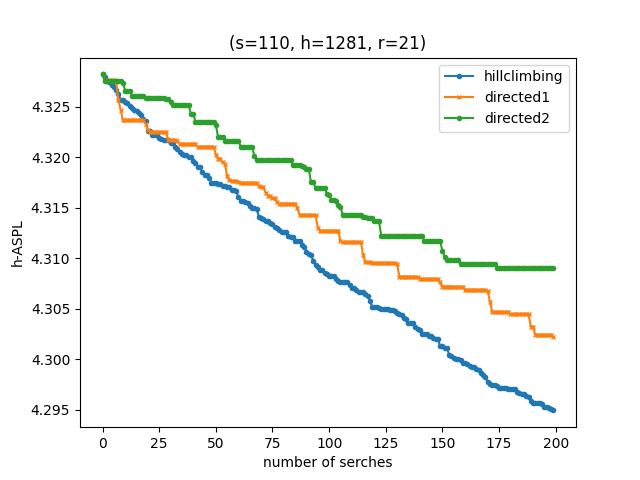 (s=110, h=1281, r=21)
hillclimbing
directed1
directed2
h-ASPL
4.325
4.320
4.315
4.310
4.305
4.300
4.295
0 25 50 75 100 125 150 175 200
number of serches